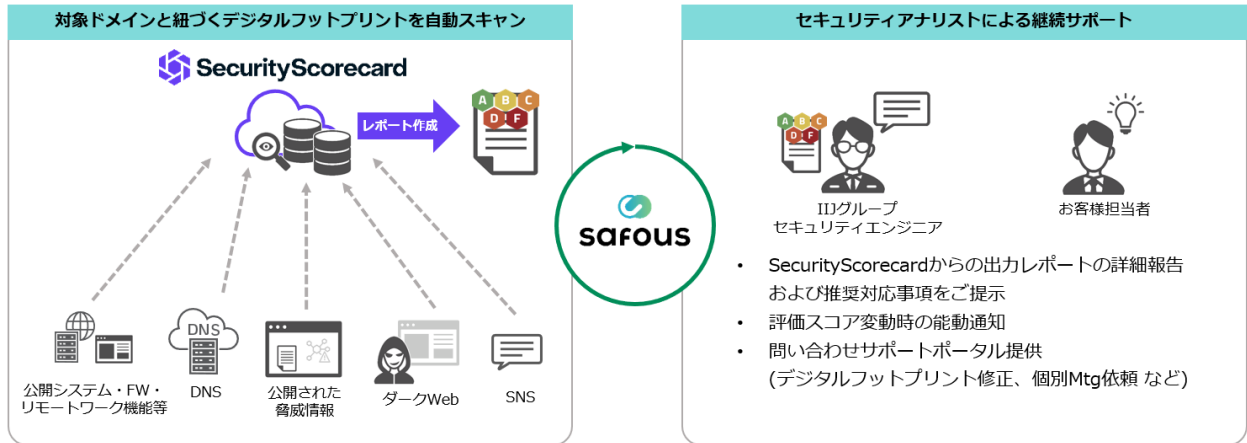 対象ドメインと紐づくデジタルフットプリントを自動スキャン
SecurityScorecard
レポート作成
A B C
D F
DNS
公開システム・FW・
リモートワーク機能等
DNS
公開された
脅威情報
ダークWeb
SNS
safous
セキュリティアナリストによる継続サポート
A B C
D F
IIJグループ
セキュリティエンジニア
お客様担当者
• SecurityScorecardからの出力レポートの詳細報告
および推奨対応事項をご提示
• 評価スコア変動時の能動通知
• 問い合わせサポートポータル提供
(デジタルフットプリント修正、個別Mtg依頼 など)